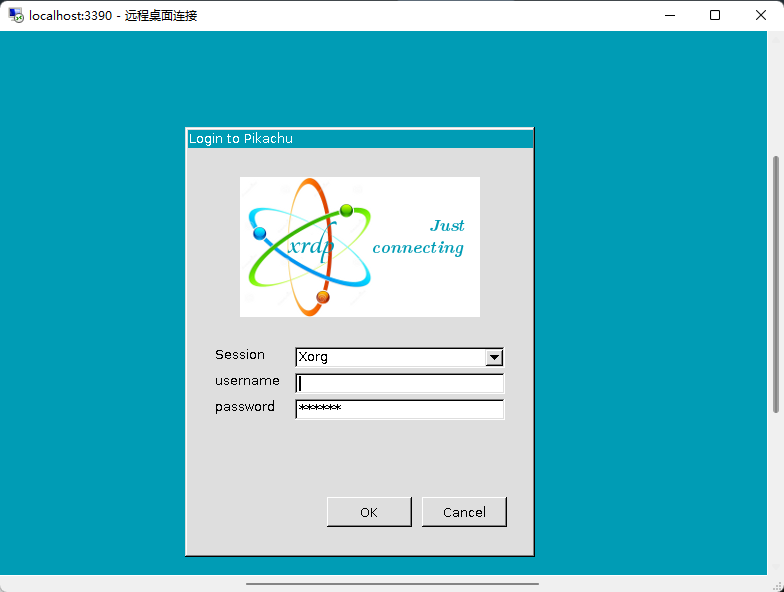 localhost:3390 - 远程桌面连接
Login to Pikachu
Just
xrdp connecting
Session Xorg
username
password ******
OK Cancel